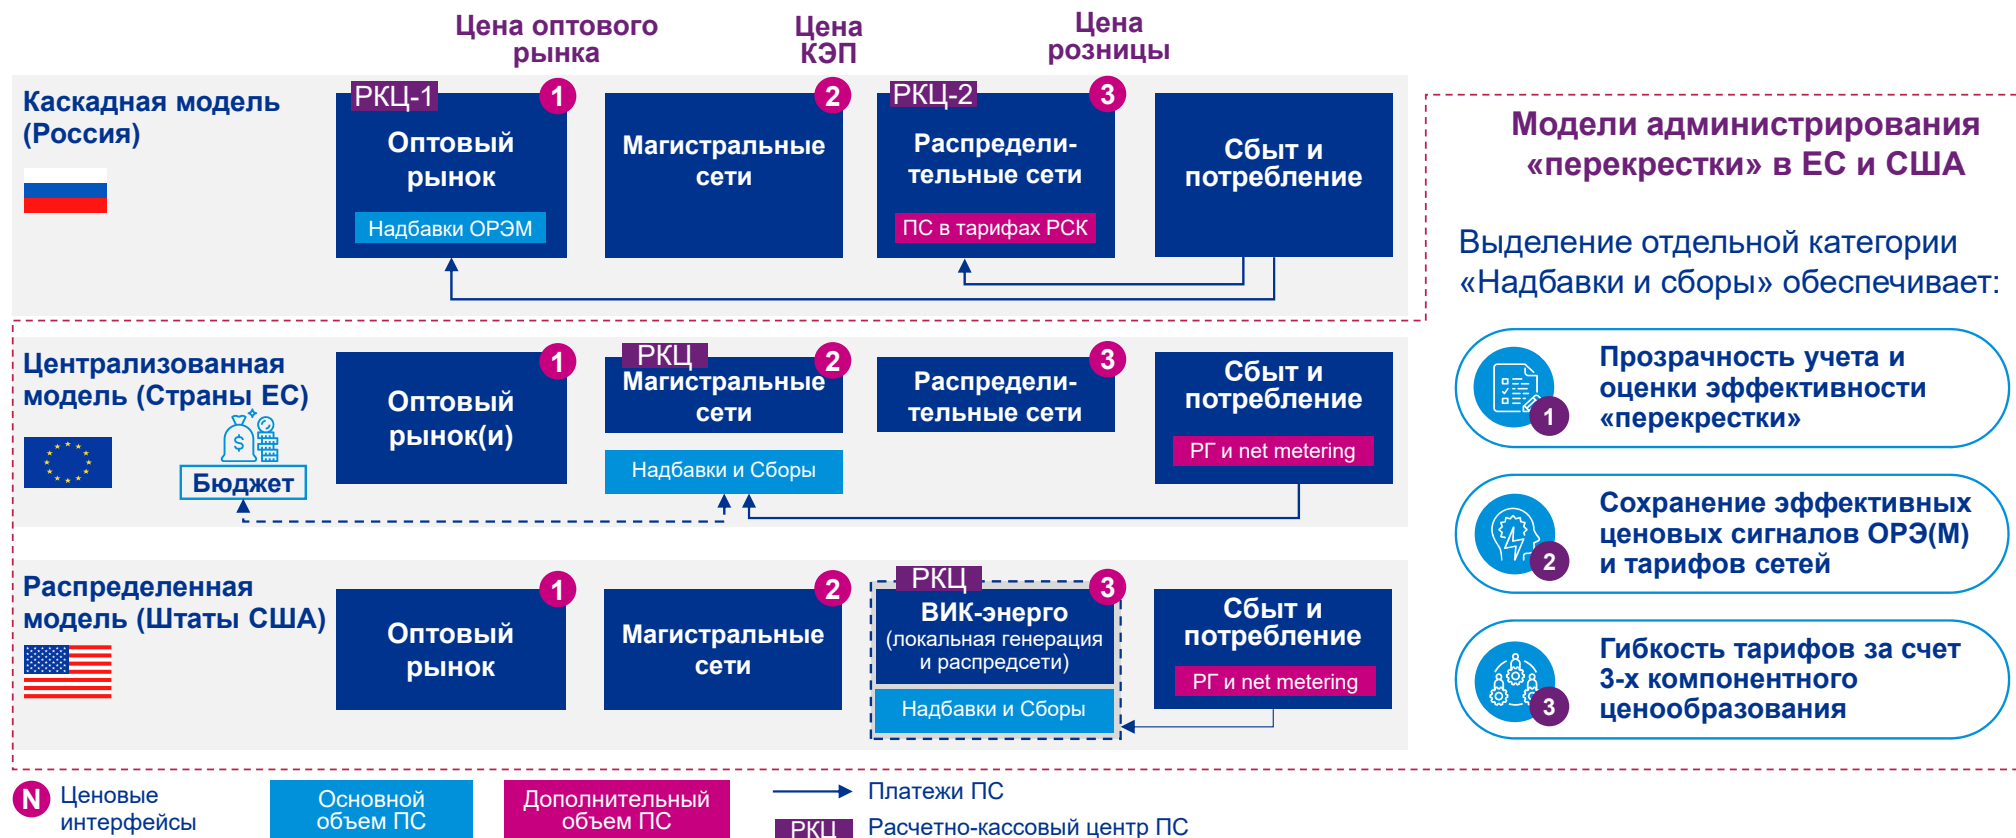 Цена оптового
рынка
Цена
КЭП
Цена
розницы
Каскадная модель
(Россия)
РКЦ-1
1
Оптовый
рынок
Надбавки ОРЭМ
2
Магистральные
сети
РКЦ-2
3
Распредели-
тельные сети
ПС в тарифах РСК
Сбыт и
потребление
Централизованная
модель (Страны ЕС)
$
Бюджет
1
Оптовый
рынок(и)
РКЦ
2
Магистральные
сети
Надбавки и Сборы
3
Распредели-
тельные сети
Сбыт и
потребление
РГ и net metering
Распределенная
модель (Штаты США)
1
Оптовый
рынок
2
Магистральные
сети
РКЦ
3
ВИК-энерго
(локальная генерация
и распредсети)
Надбавки и Сборы
Сбыт и
потребление
РГ и net metering
Модели администрирования
«перекрестки» в ЕС и США
Выделение отдельной категории
«Надбавки и сборы» обеспечивает:
1
Прозрачность учета и
оценки эффективности
«перекрестки»
2
Сохранение эффективных
ценовых сигналов ОРЭ(М)
и тарифов сетей
3
Гибкость тарифов за счет
3-х компонентного
ценообразования
N
Ценовые
интерфейсы
Основной
объем ПС
Дополнительный
объем ПС
Платежи ПС
РКЦ
Расчетно-кассовый центр ПС